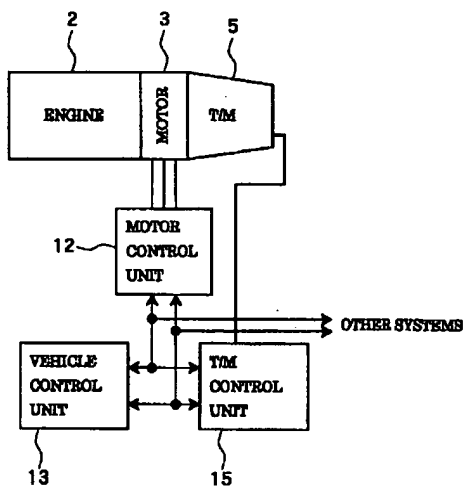 2
3
5
ENGINE
MOTOR
T/M
12
MOTOR
CONTROL
UNIT
OTHER SYSTEMS
VEHICLE
CONTROL
UNIT
T/M
CONTROL
UNIT
13
15